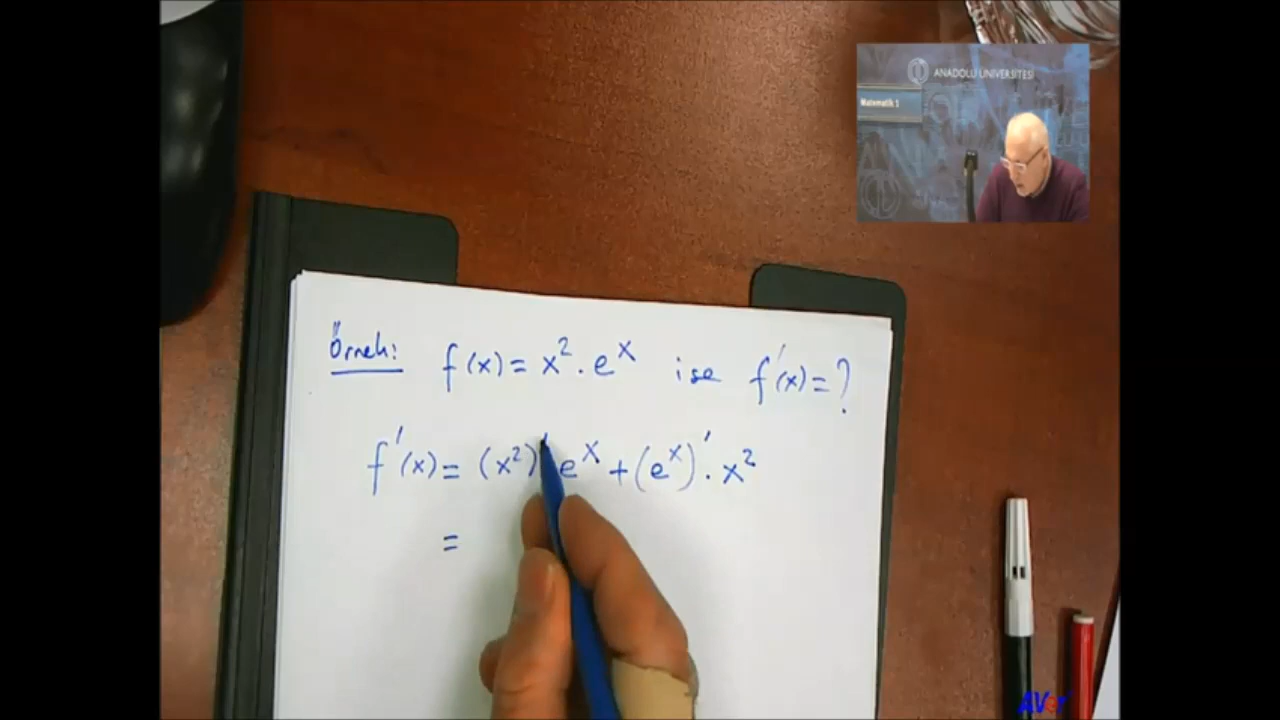 ANADOLU ÜNİVERSİTESİ
Matematik 1
Örnek: f(x) = x² . eˣ ise f'(x) = ?
f'(x) = (x²)' eˣ + (eˣ)' . x²
=
AVer